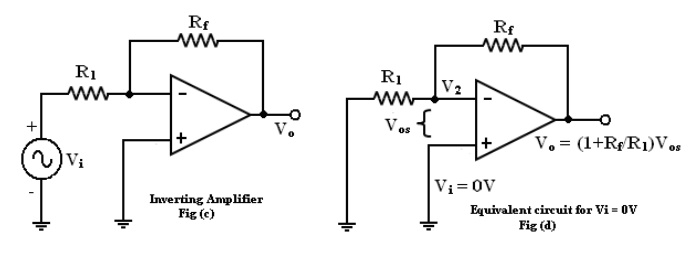 Rf
R1
-
+
Vo
+
Vi
-
Inverting Amplifier
Fig (c)
Rf
R1
V2
-
Vos
+
Vo = (1+Rf/R1)Vos
Vi = 0V
Equivalent circuit for Vi = 0V
Fig (d)